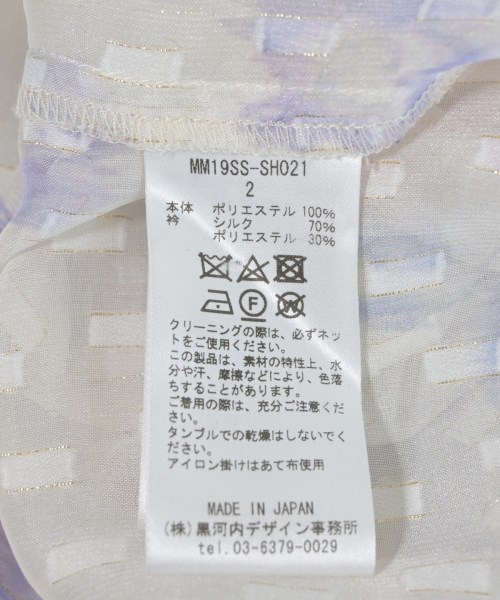 MM19SS-SH021
2
本体 ポリエステル 100%
衿 シルク 70%
ポリエステル 30%
F
W
クリーニングの際は、必ずネッ
トをご使用ください。
この製品は、素材の特性上、水
分や汗、摩擦などにより、色落
ちすることがあります。
ご着用の際は、充分ご注意くだ
さい。
タンブルでの乾燥はしないでく
ださい。
アイロン掛けはあて布使用
MADE IN JAPAN
(株)黒河内デザイン事務所
tel.03-6379-0029